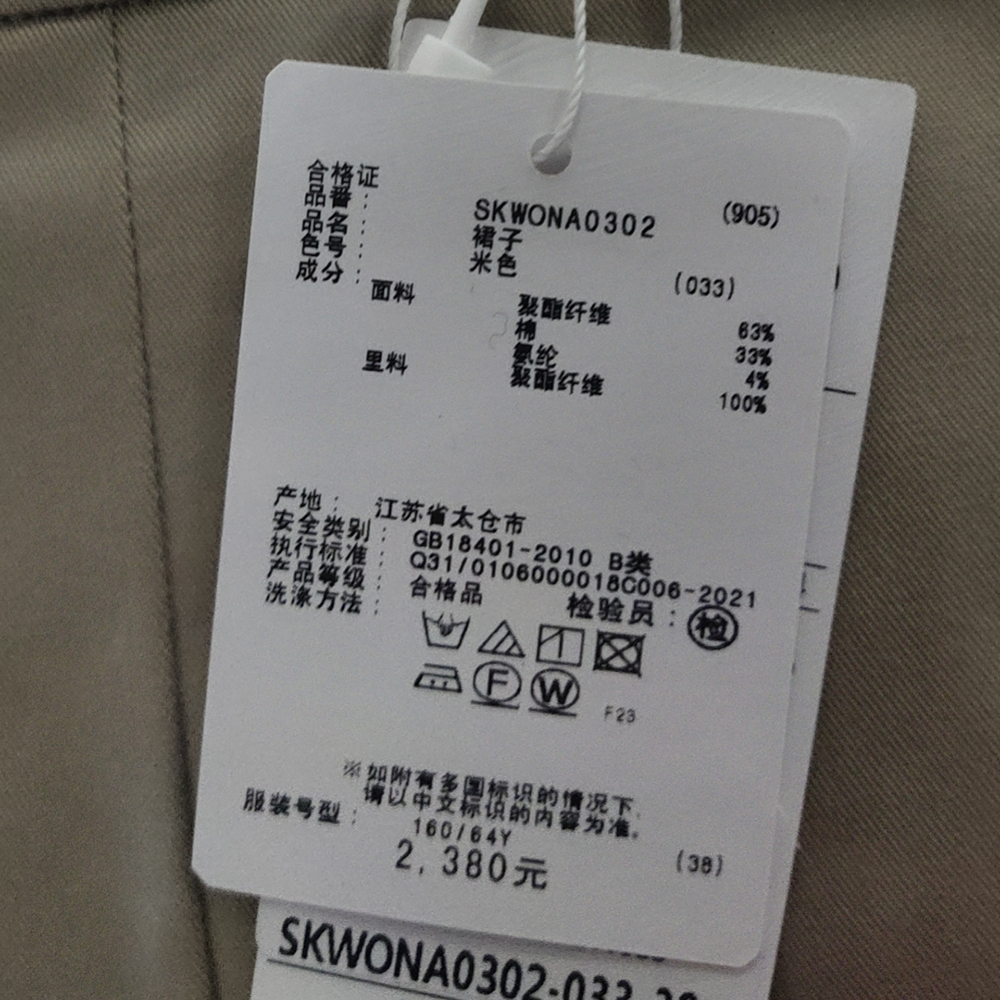 合格证
品番： SKWONA0302 (905)
品名： 裙子
色号： 米色 (033)
成分：
面料 聚酯纤维 63%
棉 33%
氨纶 4%
里料 聚酯纤维 100%
产地： 江苏省太仓市
安全类别： GB18401-2010 B类
执行标准： Q31/0106000018C006-2021
产品等级： 合格品 检验员： 检
洗涤方法：
F W
F23
※如附有多国标识的情况下，
请以中文标识的内容为准。
服装号型： 160/64Y (38)
2,380元
SKWONA0302-033-38